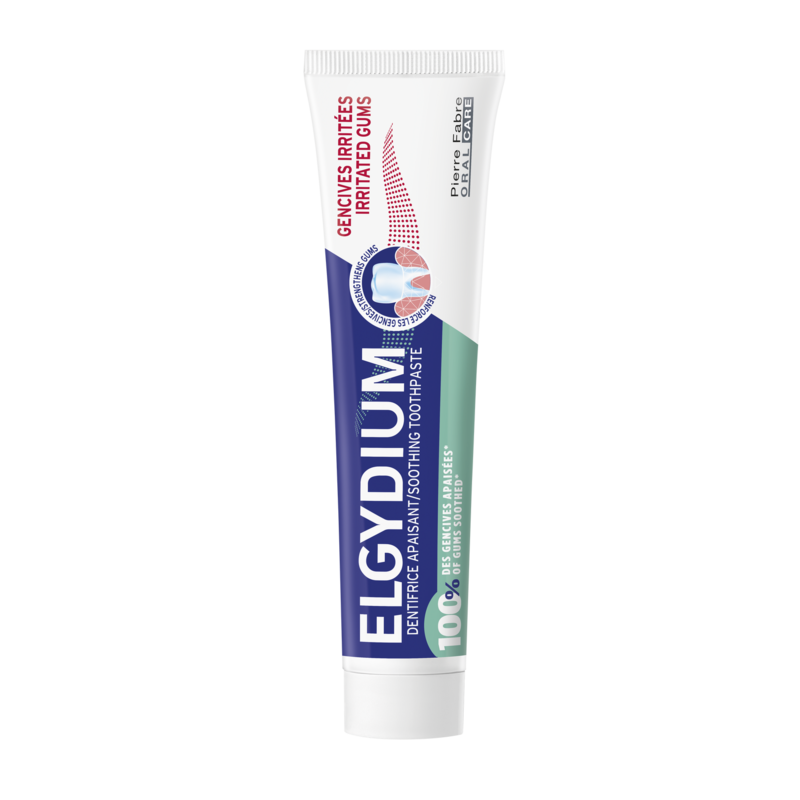 GENCIVES IRRITÉES
IRRITATED GUMS
Pierre Fabre
ORAL CARE
RENFORCE LES GENCIVES/STRENGTHENS GUMS
ELGYDIUM
DENTIFRICE APAISANT/SOOTHING TOOTHPASTE
100% DES GENCIVES APAISÉES*
OF GUMS SOOTHED*